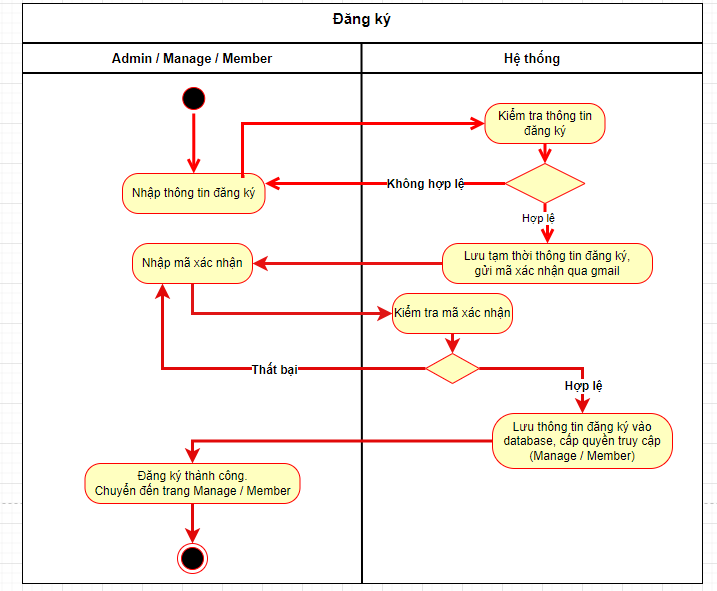 Đăng ký
Admin / Manage / Member
Hệ thống
Kiểm tra thông tin
đăng ký
Nhập thông tin đăng ký
Không hợp lệ
Hợp lệ
Lưu tạm thời thông tin đăng ký,
gửi mã xác nhận qua gmail
Nhập mã xác nhận
Kiểm tra mã xác nhận
Thất bại
Hợp lệ
Lưu thông tin đăng ký vào
database, cấp quyền truy cập
(Manage / Member)
Đăng ký thành công.
Chuyển đến trang Manage / Member